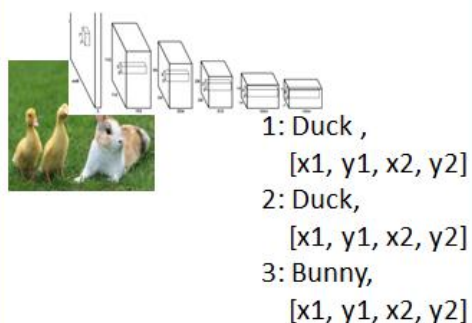 1: Duck ,
[x1, y1, x2, y2]
2: Duck,
[x1, y1, x2, y2]
3: Bunny,
[x1, y1, x2, y2]